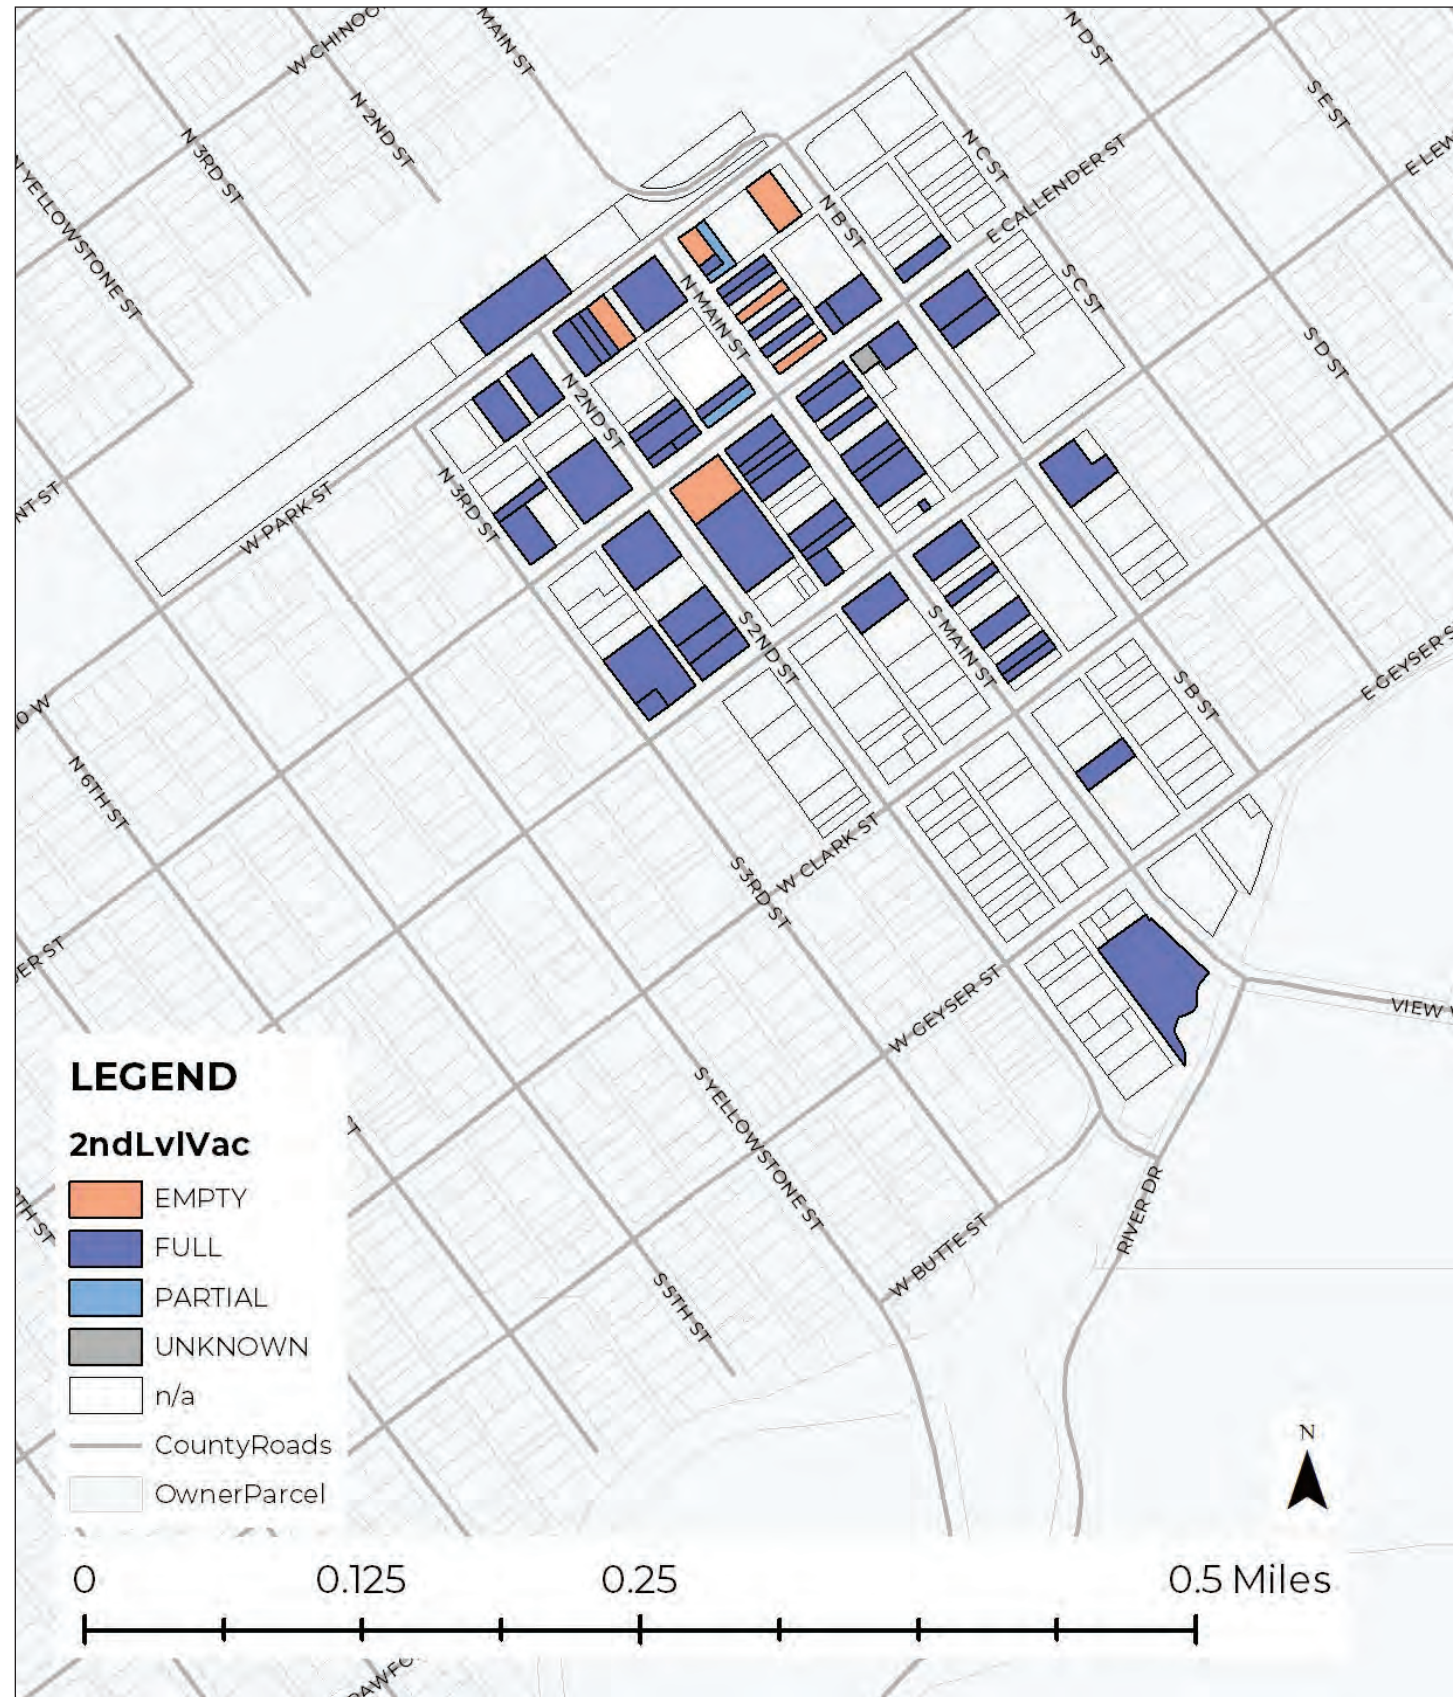 W CHINOO
MAIN ST
N D ST
S E ST
N 2ND ST
N 3RD ST
N C ST
E CALLENDER ST
E LEW
N YELLOWSTONE ST
N B ST
S C ST
N MAIN ST
S D ST
N 2ND ST
N 3RD ST
NT ST
W PARK ST
S 2ND ST
S MAIN ST
S B ST
E GEYSER S
N 6TH ST
W CLARK ST
S 3RD ST
W GEYSER ST
VIEW V
S YELLOWSTONE ST
RIVER DR
W BUTTE ST
S 5TH ST
LEGEND
2ndLvlVac
EMPTY
FULL
PARTIAL
UNKNOWN
n/a
CountyRoads
OwnerParcel
N
0 0.125 0.25 0.5 Miles